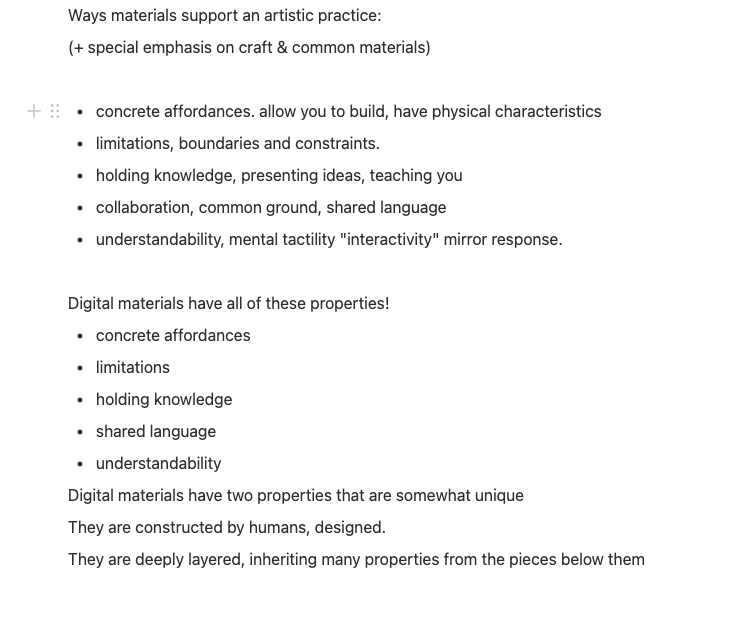 Ways materials support an artistic practice:
(+ special emphasis on craft & common materials)
• concrete affordances. allow you to build, have physical characteristics
• limitations, boundaries and constraints.
• holding knowledge, presenting ideas, teaching you
• collaboration, common ground, shared language
• understandability, mental tactility "interactivity" mirror response.
Digital materials have all of these properties!
• concrete affordances
• limitations
• holding knowledge
• shared language
• understandability
Digital materials have two properties that are somewhat unique
They are constructed by humans, designed.
They are deeply layered, inheriting many properties from the pieces below them